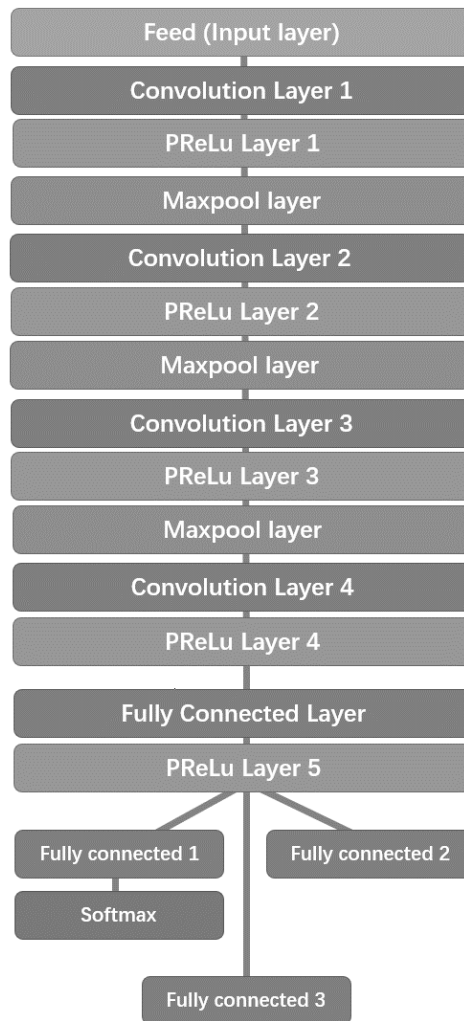 Feed (Input layer)
Convolution Layer 1
PReLu Layer 1
Maxpool layer
Convolution Layer 2
PReLu Layer 2
Maxpool layer
Convolution Layer 3
PReLu Layer 3
Maxpool layer
Convolution Layer 4
PReLu Layer 4
Fully Connected Layer
PReLu Layer 5
Fully connected 1
Fully connected 2
Softmax
Fully connected 3